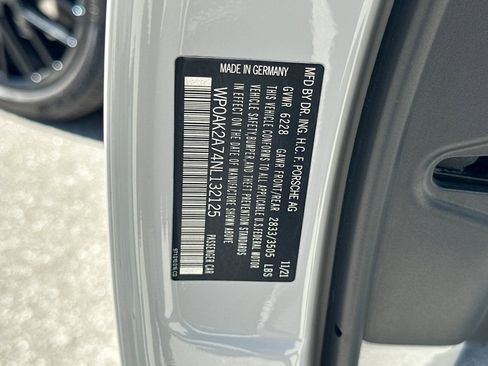 MFD BY DR. ING. H.C. F. PORSCHE AG 11/21
GVWR 6228 GAWR FRONT/REAR 2833/3505 LBS
THIS VEHICLE CONFORMS TO ALL APPLICABLE U.S. FEDERAL MOTOR
VEHICLE SAFETY, BUMPER, AND THEFT PREVENTION STANDARDS
IN EFFECT ON THE DATE OF MANUFACTURE SHOWN ABOVE.
MADE IN GERMANY PASSENGER CAR
WP0AK2A74NL132125